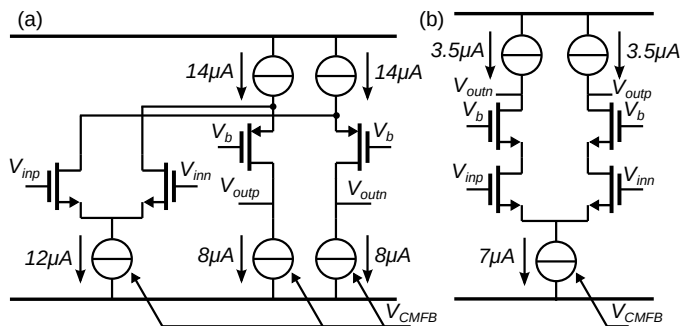 (a)
14μA
14μA
V_b
V_b
V_inp
V_inn
V_outp
V_outn
12μA
8μA
8μA
V_CMFB
(b)
3.5μA
3.5μA
V_outn
V_outp
V_b
V_b
V_inp
V_inn
7μA
V_CMFB